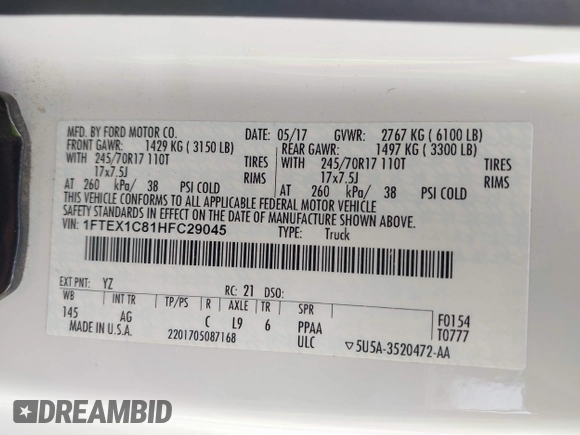 MFD. BY FORD MOTOR CO. DATE: 05/17 GVWR: 2767 KG ( 6100 LB)
FRONT GAWR: 1429 KG ( 3150 LB) REAR GAWR: 1497 KG ( 3300 LB)
WITH 245/70R17 110T TIRES WITH 245/70R17 110T TIRES
17x7.5J RIMS 17x7.5J RIMS
AT 260 kPa/ 38 PSI COLD AT 260 kPa/ 38 PSI COLD
THIS VEHICLE CONFORMS TO ALL APPLICABLE FEDERAL MOTOR VEHICLE
SAFETY STANDARDS IN EFFECT ON THE DATE OF MANUFACTURE SHOWN ABOVE.
VIN: 1FTEX1C81HFC29045 TYPE: Truck
EXT PNT: YZ RC: 21 DSO:
WB INT TR TP/PS R AXLE TR SPR F0154
145 AG C L9 6 PPAA T0777
MADE IN U.S.A. 2201705087168 ULC ▽5U5A-3520472-AA
DREAMBID